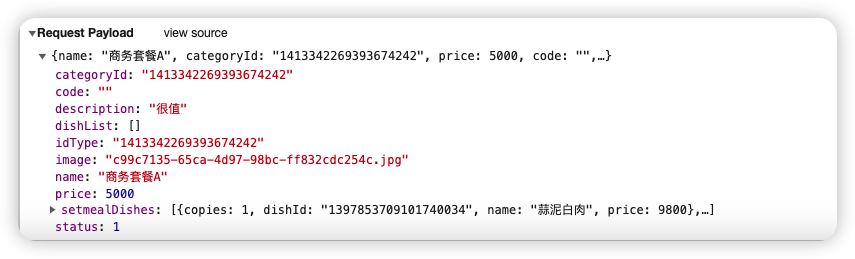 ▼Request Payload view source
▼{name: "商务套餐A", categoryId: "1413342269393674242", price: 5000, code: "",…}
categoryId: "1413342269393674242"
code: ""
description: "很值"
dishList: []
idType: "1413342269393674242"
image: "c99c7135-65ca-4d97-98bc-ff832cdc254c.jpg"
name: "商务套餐A"
price: 5000
▶setmealDishes: [{copies: 1, dishId: "1397853709101740034", name: "蒜泥白肉", price: 9800},…]
status: 1